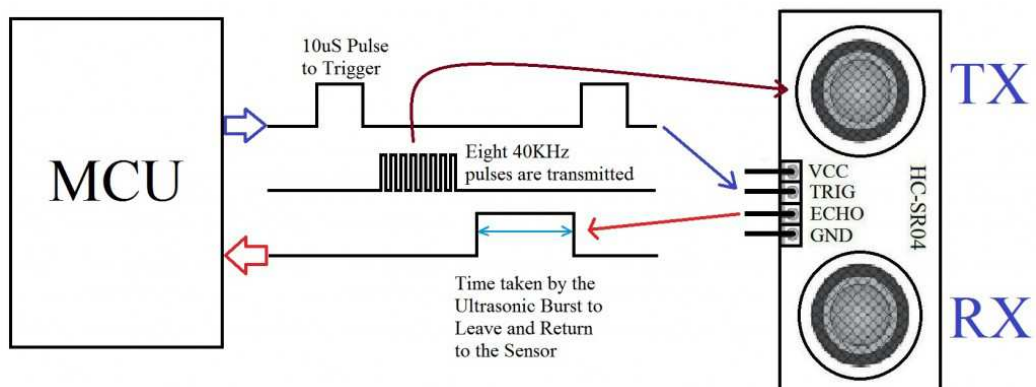 MCU
10uS Pulse
to Trigger
Eight 40KHz
pulses are transmitted
Time taken by the
Ultrasonic Burst to
Leave and Return
to the Sensor
VCC
TRIG
ECHO
GND
HC-SR04
TX
RX